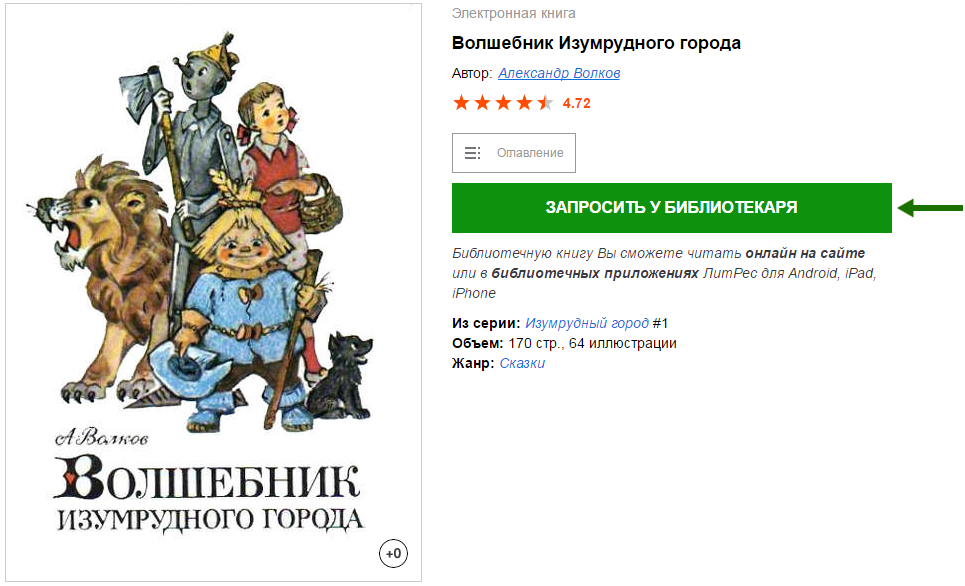 А Волков
ВОЛШЕБНИК
ИЗУМРУДНОГО ГОРОДА
+0
Электронная книга
Волшебник Изумрудного города
Автор: Александр Волков
4.72
Оглавление
ЗАПРОСИТЬ У БИБЛИОТЕКАРЯ
Библиотечную книгу Вы сможете читать онлайн на сайте
или в библиотечных приложениях ЛитРес для Android, iPad,
iPhone
Из серии: Изумрудный город #1
Объем: 170 стр., 64 иллюстрации
Жанр: Сказки